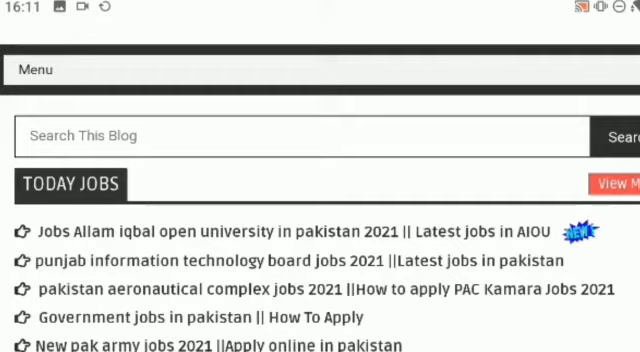 16:11
Menu
Search This Blog
Sear
TODAY JOBS
View M
Jobs Allam iqbal open university in pakistan 2021 || Latest jobs in AIOU NEW!
punjab information technology board jobs 2021 ||Latest jobs in pakistan
pakistan aeronautical complex jobs 2021 ||How to apply PAC Kamara Jobs 2021
Government jobs in pakistan || How To Apply
New pak army jobs 2021 ||Apply online in pakistan